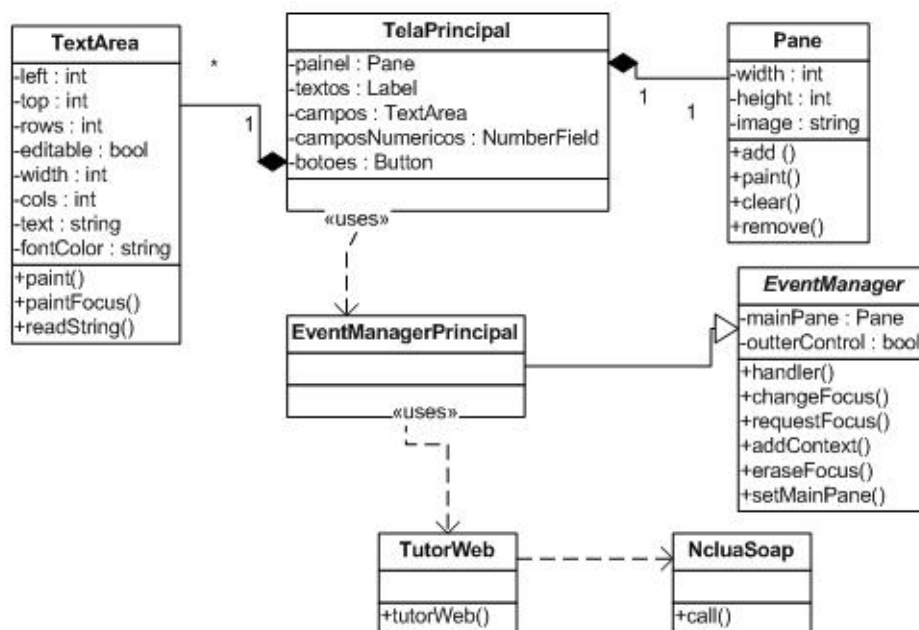 TextArea
-left : int
-top : int
-rows : int
-editable : bool
-width : int
-cols : int
-text : string
-fontColor : string
+paint()
+paintFocus()
+readString()
*
1
TelaPrincipal
-painel : Pane
-textos : Label
-campos : TextArea
-camposNumericos : NumberField
-botoes : Button
1
1
Pane
-width : int
-height : int
-image : string
+add ()
+paint()
+clear()
+remove()
«uses»
EventManagerPrincipal
EventManager
-mainPane : Pane
-outterControl : bool
+handler()
+changeFocus()
+requestFocus()
+addContext()
+eraseFocus()
+setMainPane()
«uses»
TutorWeb
+tutorWeb()
NcluaSoap
+call()